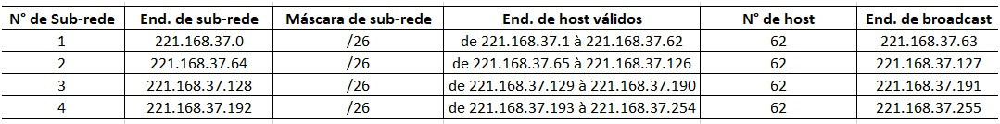 N° de Sub-rede End. de sub-rede Máscara de sub-rede End. de host válidos N° de host End. de broadcast
1 221.168.37.0 /26 de 221.168.37.1 à 221.168.37.62 62 221.168.37.63
2 221.168.37.64 /26 de 221.168.37.65 à 221.168.37.126 62 221.168.37.127
3 221.168.37.128 /26 de 221.168.37.129 à 221.168.37.190 62 221.168.37.191
4 221.168.37.192 /26 de 221.168.37.193 à 221.168.37.254 62 221.168.37.255